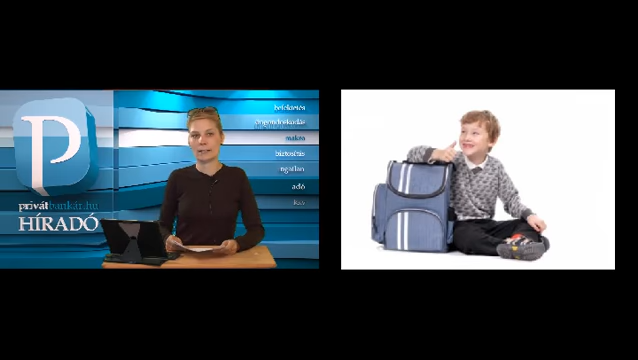 P
privátbankár.hu
HÍRADÓ
befektetés
öngondoskodás
makro
biztosítás
ingatlan
adó